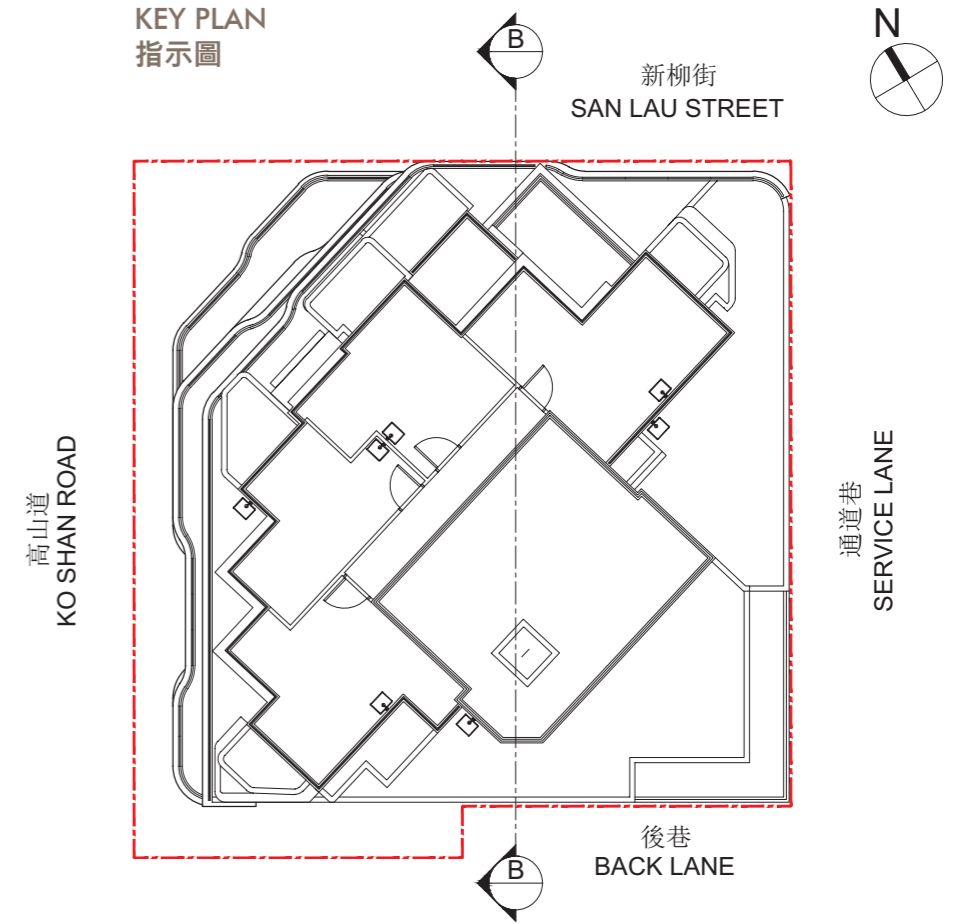 KEY PLAN
指示圖
B
N
新柳街
SAN LAU STREET
高山道
KO SHAN ROAD
通道巷
SERVICE LANE
後巷
BACK LANE
B